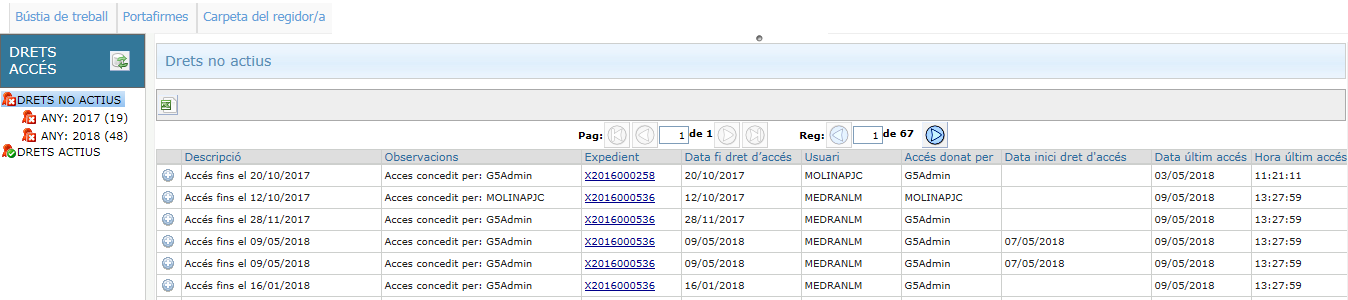 Bústia de treball Portafirmes Carpeta del regidor/a
DRETS
ACCÉS
Drets no actius
DRETS NO ACTIUS
ANY: 2017 (19)
ANY: 2018 (48)
DRETS ACTIUS
Pag: 1 de 1 Reg: 1 de 67
Descripció Observacions Expedient Data fi dret d'accés Usuari Accés donat per Data inici dret d'accés Data últim accés Hora últim accés
Accés fins el 20/10/2017 Acces concedit per: G5Admin X2016000258 20/10/2017 MOLINAPJC G5Admin 03/05/2018 11:21:11
Accés fins el 12/10/2017 Acces concedit per: MOLINAPJC X2016000536 12/10/2017 MEDRANLM MOLINAPJC 09/05/2018 13:27:59
Accés fins el 28/11/2017 Acces concedit per: G5Admin X2016000536 28/11/2017 MEDRANLM G5Admin 09/05/2018 13:27:59
Accés fins el 09/05/2018 Acces concedit per: G5Admin X2016000536 09/05/2018 MEDRANLM G5Admin 07/05/2018 09/05/2018 13:27:59
Accés fins el 09/05/2018 Acces concedit per: G5Admin X2016000536 09/05/2018 MEDRANLM G5Admin 07/05/2018 09/05/2018 13:27:59
Accés fins el 16/01/2018 Acces concedit per: G5Admin X2016000536 16/01/2018 MEDRANLM G5Admin 09/05/2018 13:27:59